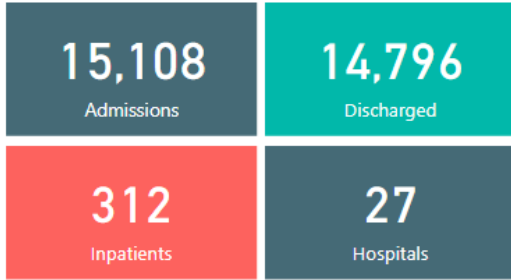 15,108
Admissions
14,796
Discharged
312
Inpatients
27
Hospitals